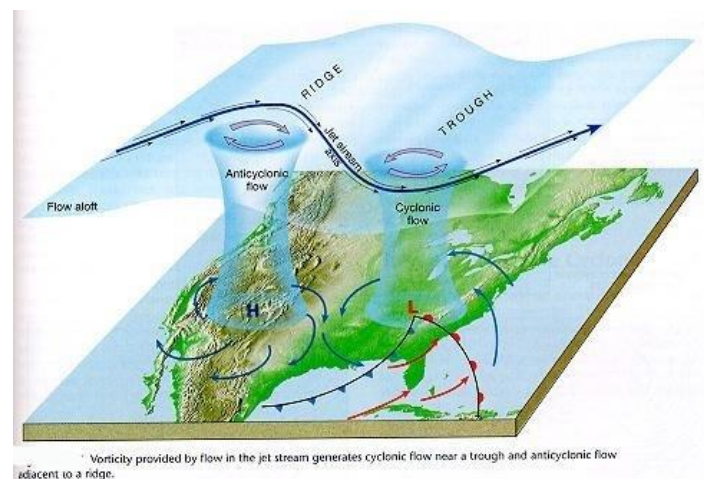 RIDGE
TROUGH
Jet stream
axis
Anticyclonic
flow
Cyclonic
flow
Flow aloft
H
L
Vorticity provided by flow in the jet stream generates cyclonic flow near a trough and anticyclonic flow
adjacent to a ridge.